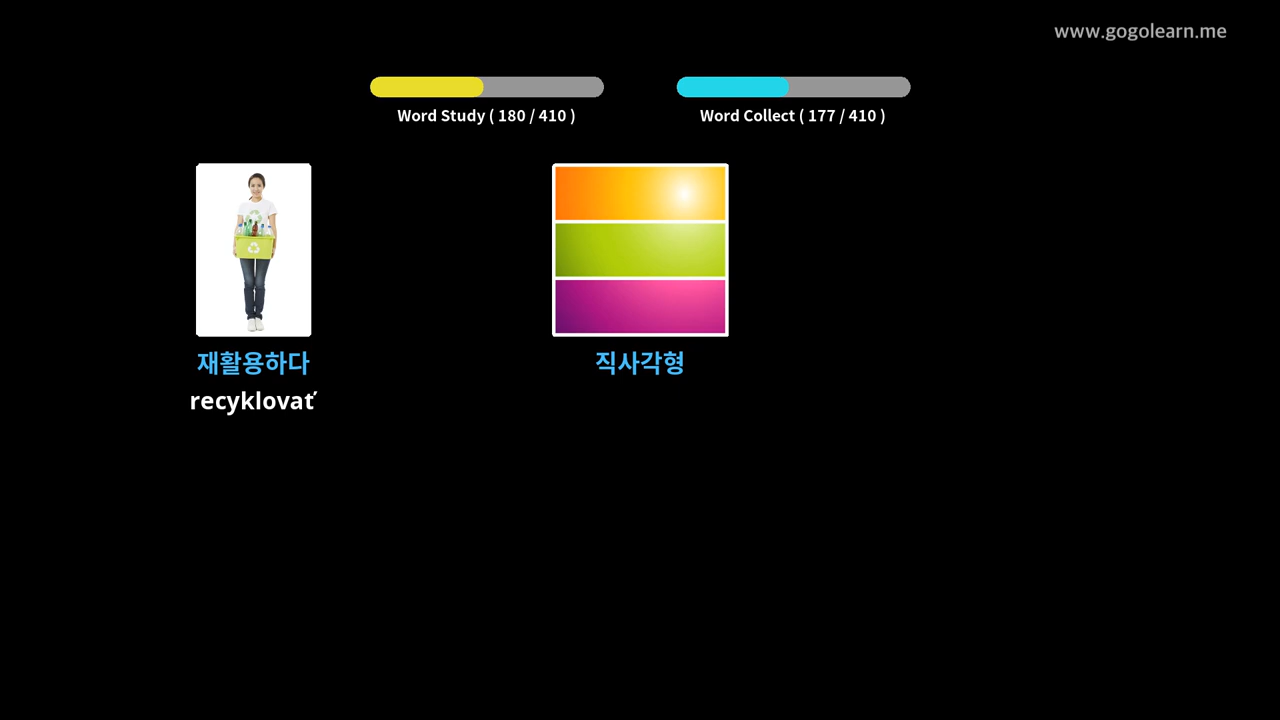 www.gogolearn.me
Word Study ( 180 / 410 )
Word Collect ( 177 / 410 )
재활용하다
직사각형
recyklovať